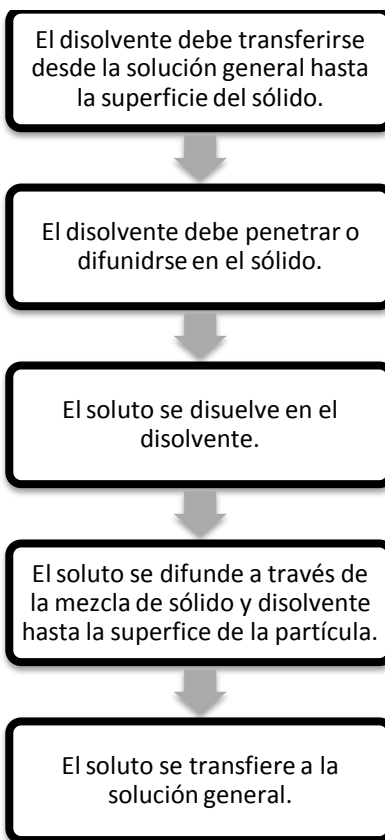 El disolvente debe transferirse
desde la solución general hasta
la superficie del sólido.
El disolvente debe penetrar o
difunidrse en el sólido.
El soluto se disuelve en el
disolvente.
El soluto se difunde a través de
la mezcla de sólido y disolvente
hasta la superfice de la partícula.
El soluto se transfiere a la
solución general.